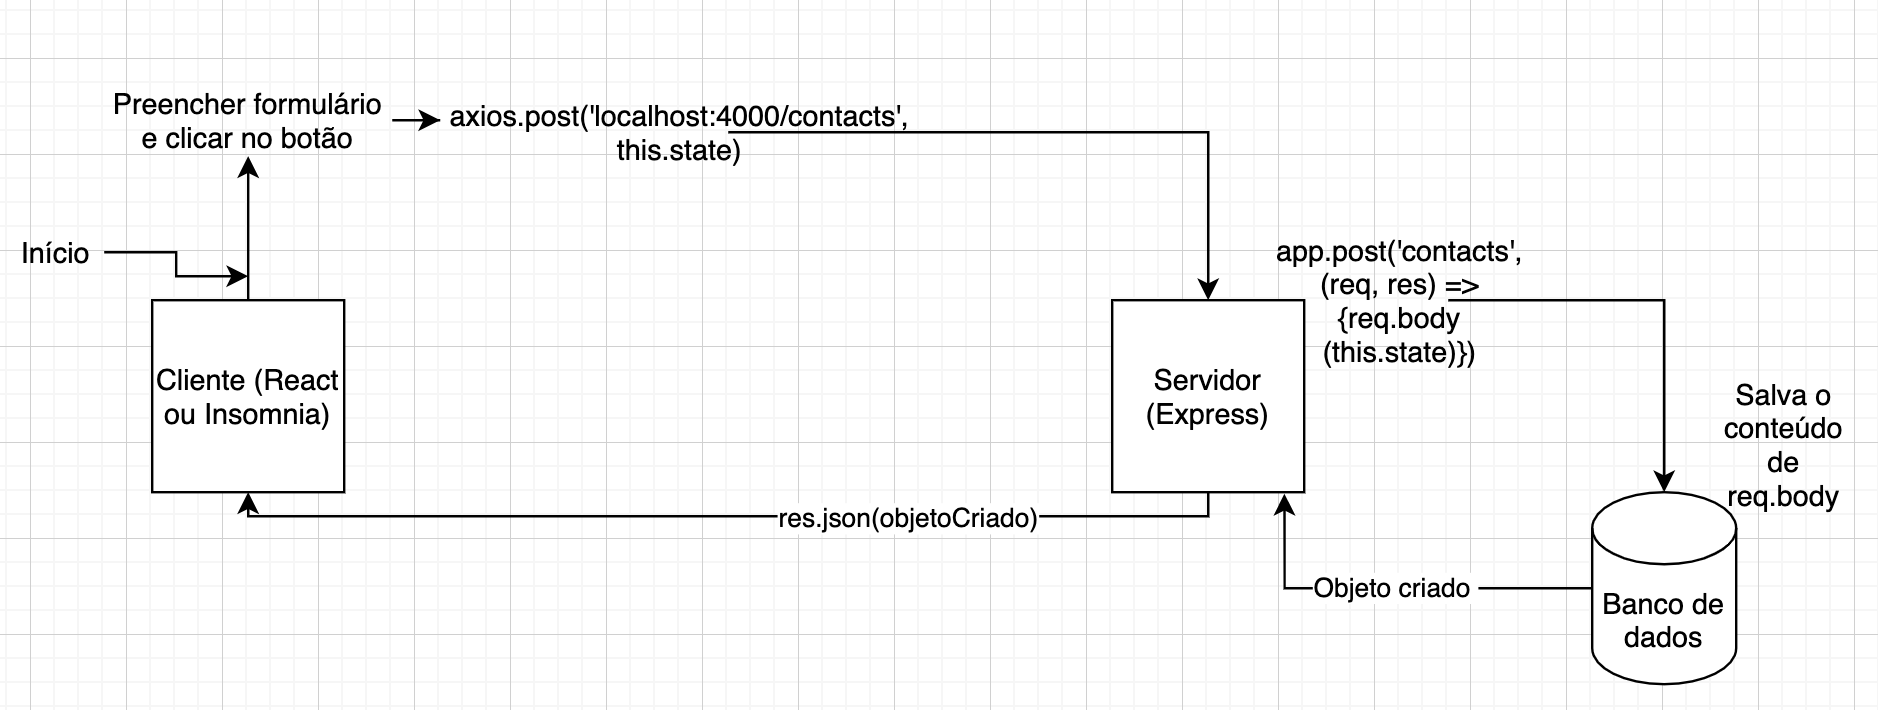 Preencher formulário
e clicar no botão
axios.post('localhost:4000/contacts',
this.state)
Início
app.post('contacts',
(req, res) =>
{req.body
(this.state)})
Cliente (React
ou Insomnia)
Servidor
(Express)
Salva o
conteúdo
de
req.body
res.json(objetoCriado)
Objeto criado
Banco de
dados